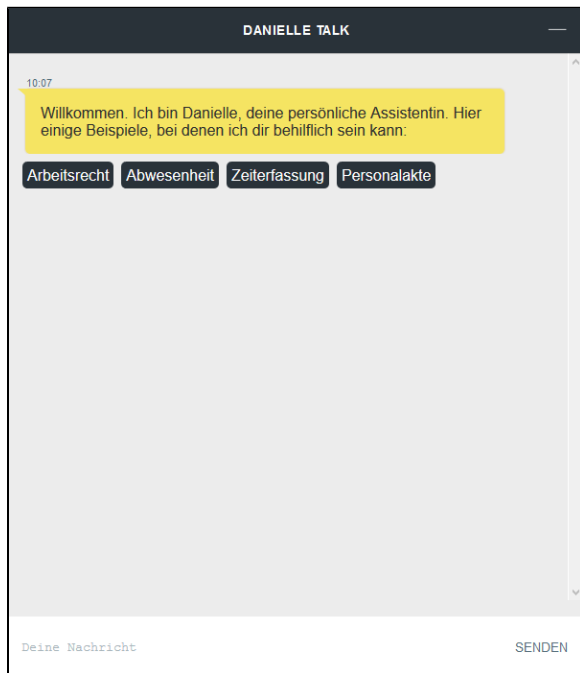 DANIELLE TALK
10:07
Willkommen. Ich bin Danielle, deine persönliche Assistentin. Hier
einige Beispiele, bei denen ich dir behilflich sein kann:
Arbeitsrecht Abwesenheit Zeiterfassung Personalakte
Deine Nachricht SENDEN